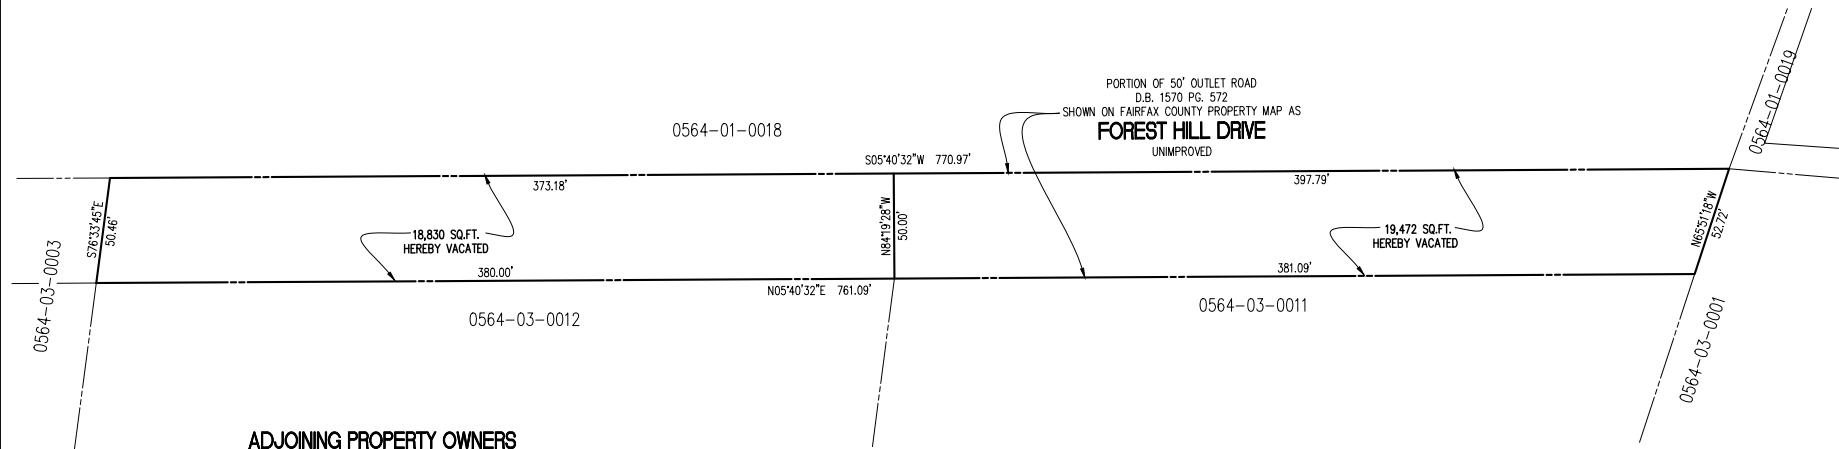 PORTION OF 50' OUTLET ROAD
D.B. 1570 PG. 572
SHOWN ON FAIRFAX COUNTY PROPERTY MAP AS
FOREST HILL DRIVE
UNIMPROVED
0564-01-0018
0564-01-0019
S05°40'32"W 770.97'
373.18'
397.79'
S76°33'45"E
50.46'
18,830 SQ.FT.
HEREBY VACATED
N84°19'28"W
50.00'
19,472 SQ.FT.
HEREBY VACATED
N65°51'18"W
52.72'
380.00'
381.09'
N05°40'32"E 761.09'
0564-03-0003
0564-03-0012
0564-03-0011
0564-03-0001
ADJOINING PROPERTY OWNERS